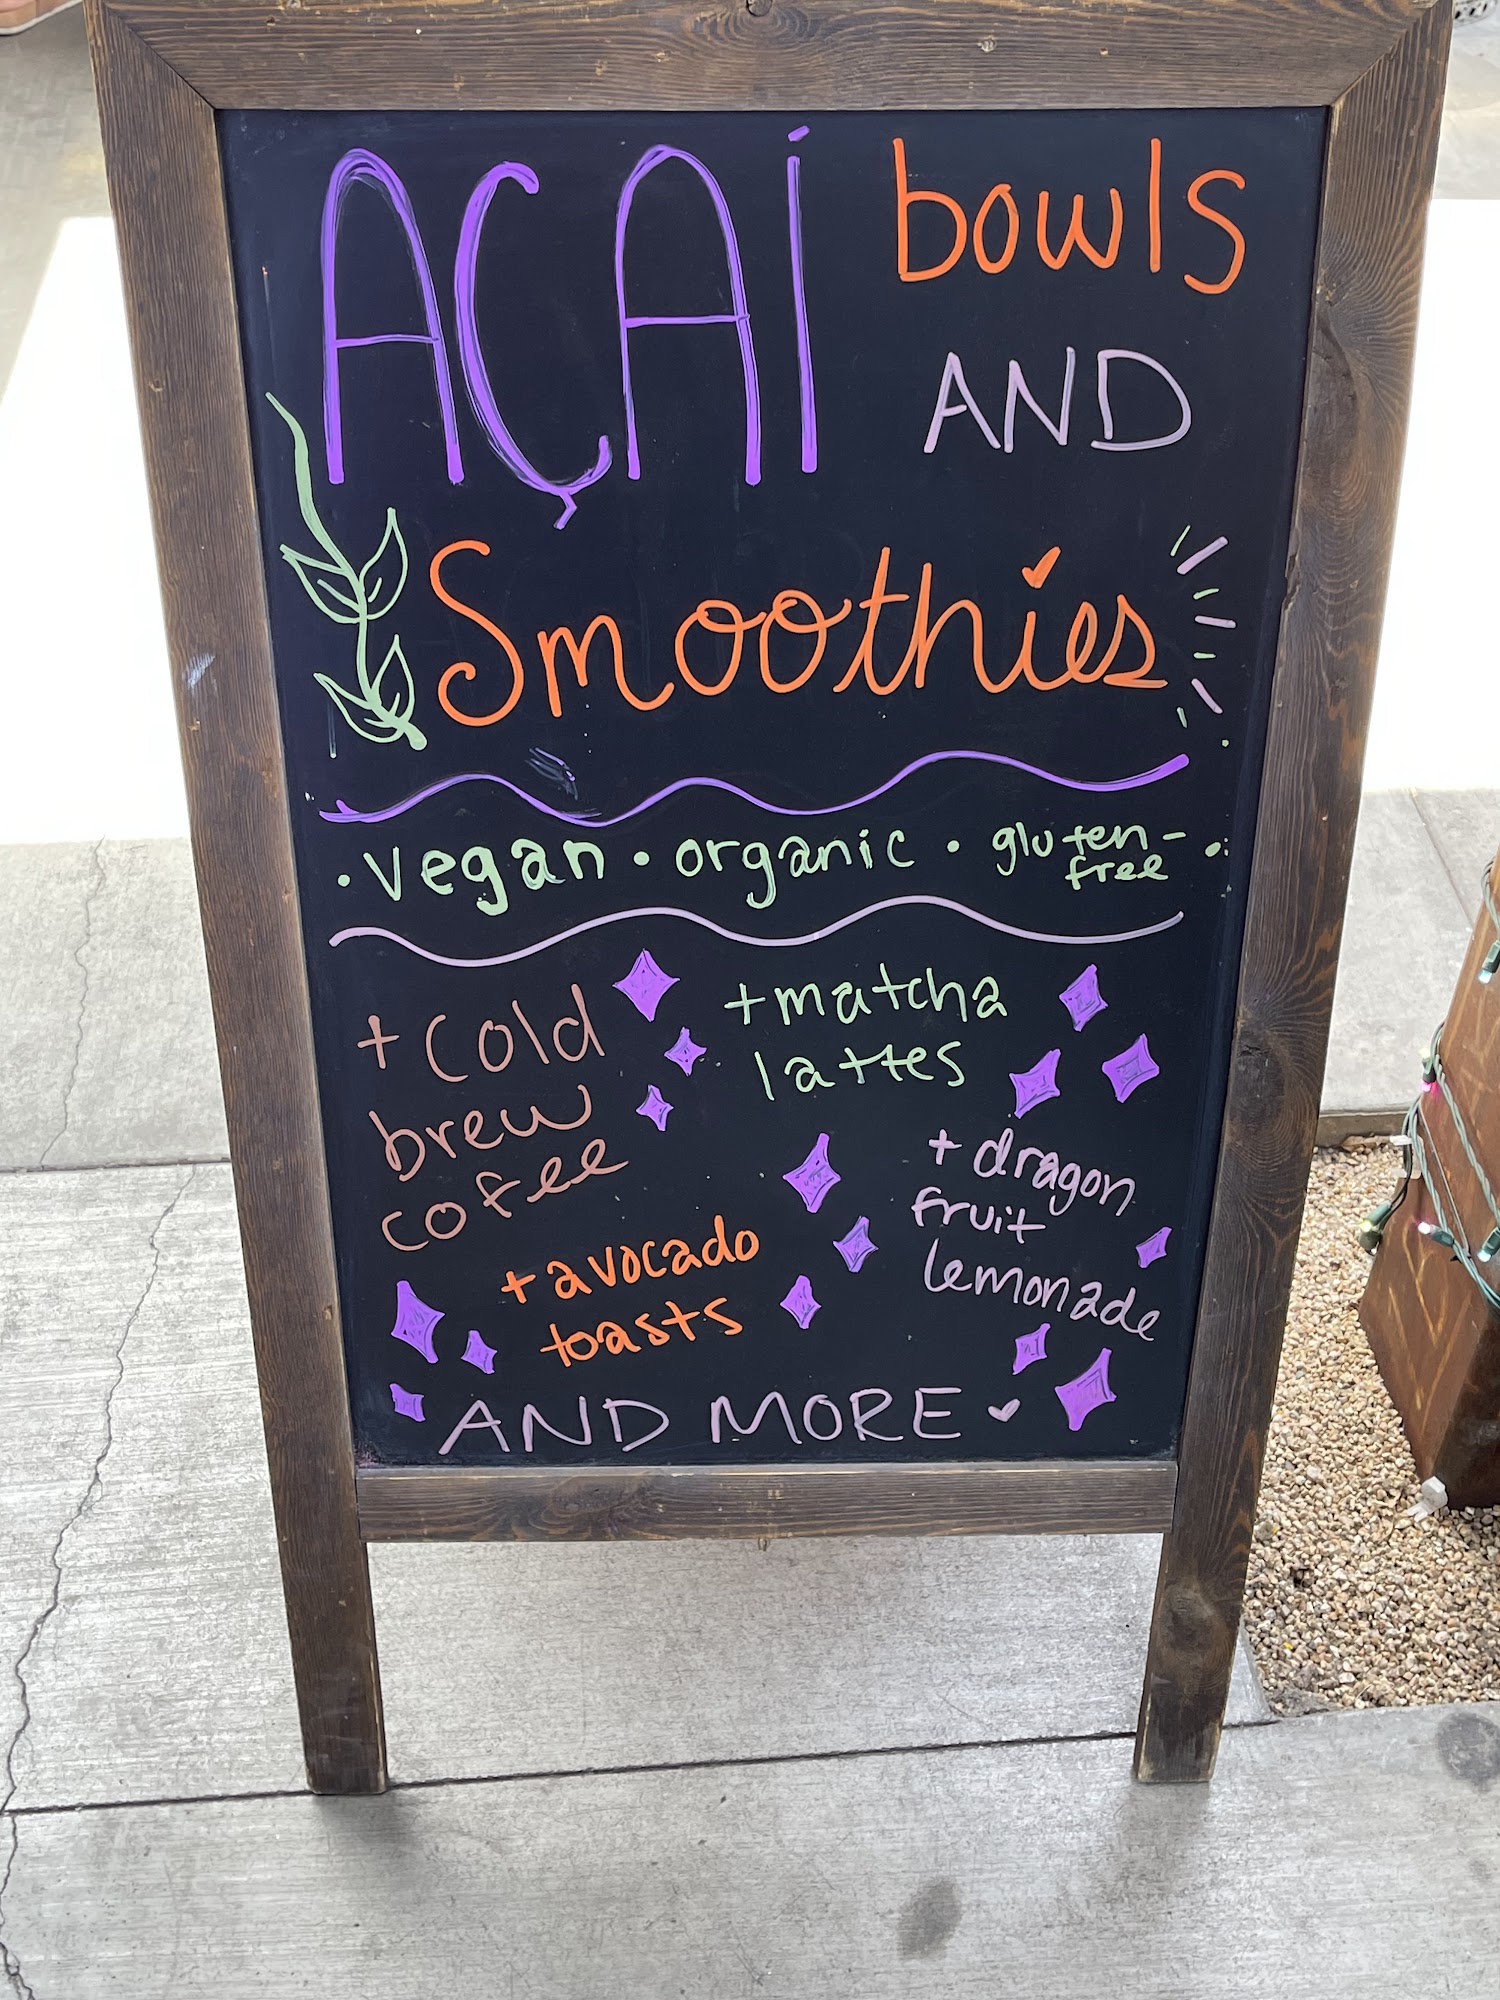 AÇAÍ bowls
AND
Smoothies
• vegan • organic • gluten-
free •
+ cold
brew
cofee
+ matcha
lattes
+ dragon
fruit
lemonade
+ avocado
toasts
AND MORE